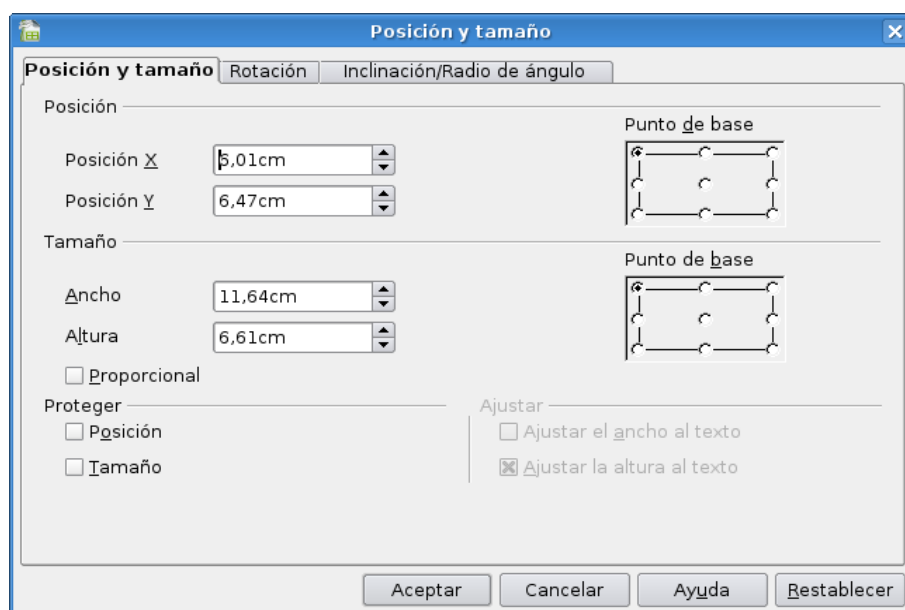 Posición y tamaño
Posición y tamaño Rotación Inclinación/Radio de ángulo
Posición
Punto de base
Posición X 6,01cm
Posición Y 6,47cm
Tamaño
Punto de base
Ancho 11,64cm
Altura 6,61cm
Proporcional
Proteger Ajustar
Posición Ajustar el ancho al texto
Tamaño Ajustar la altura al texto
Aceptar Cancelar Ayuda Restablecer